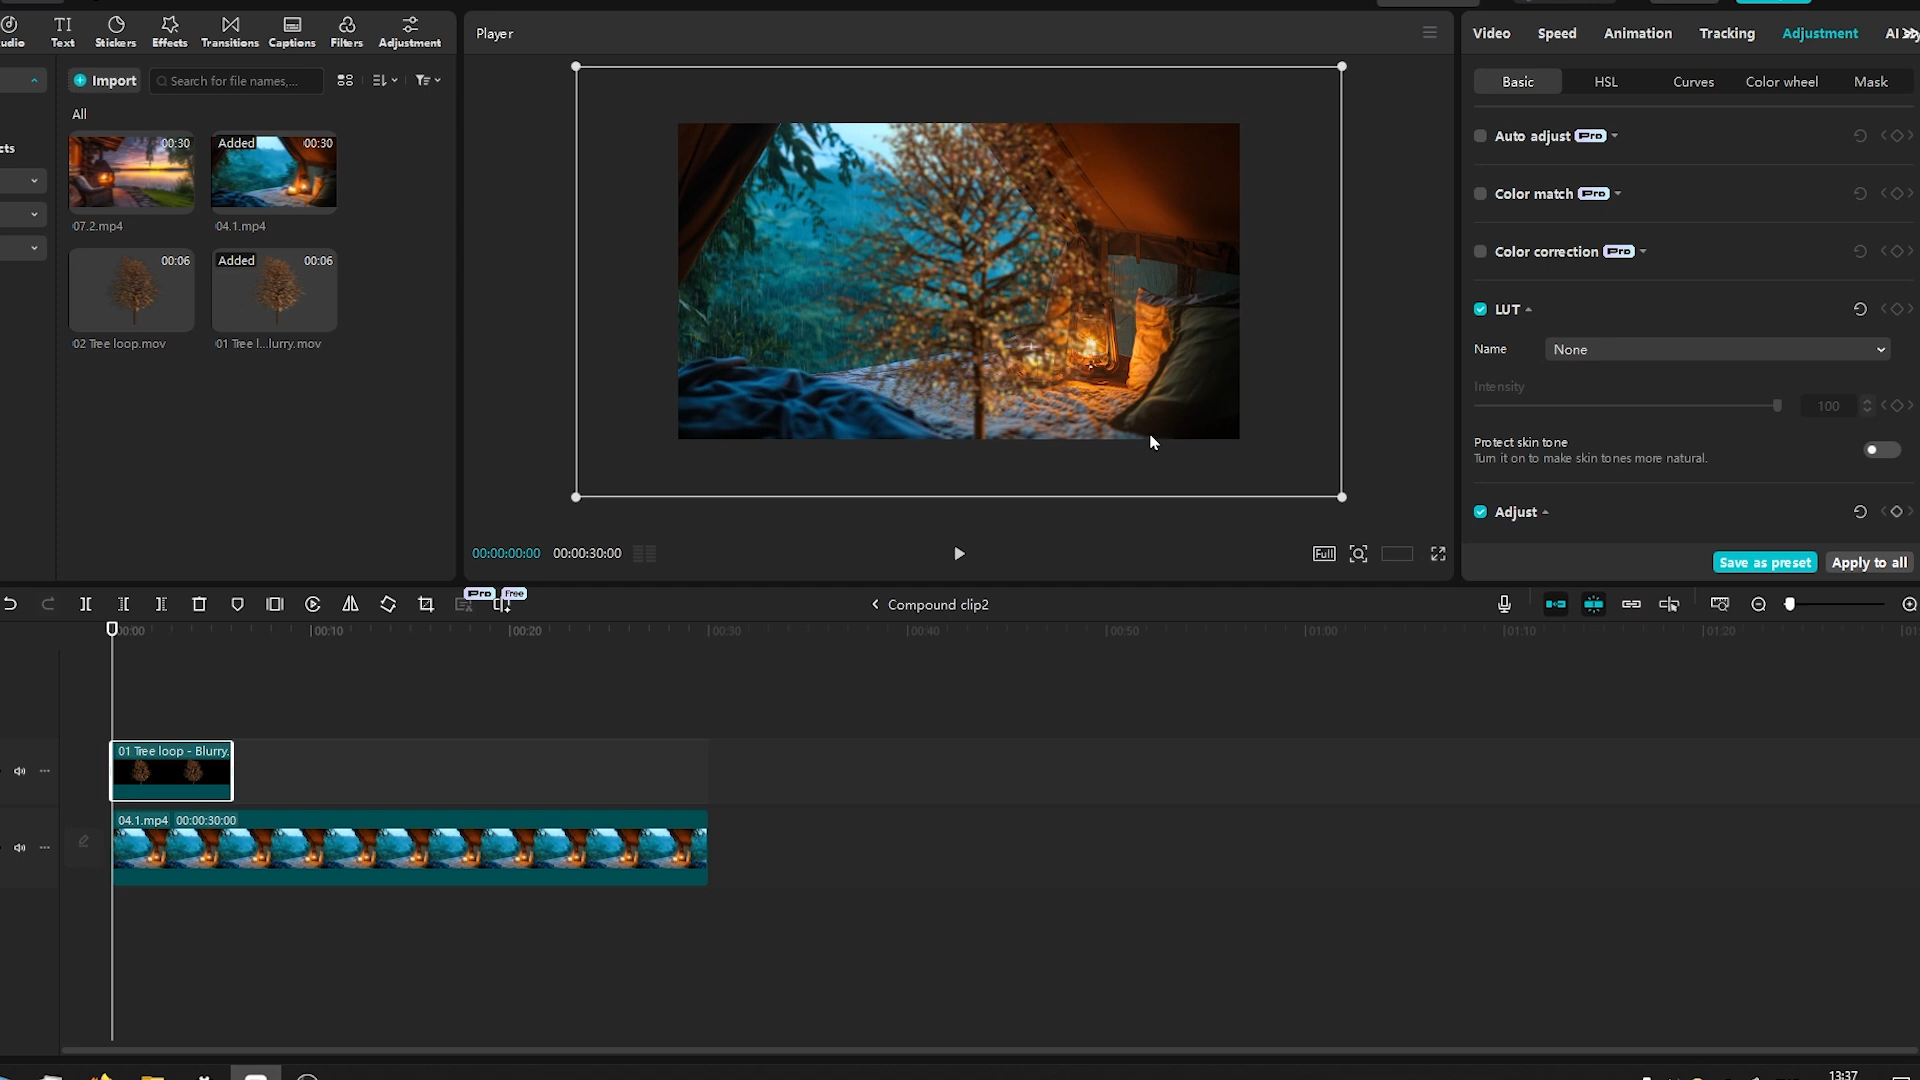 udio
Text
Stickers
Effects
Transitions
Captions
Filters
Adjustment
Import
Search for file names,...
cts
All
00:30
Added 00:30
07.2.mp4
04.1.mp4
00:06
Added 00:06
02 Tree loop.mov
01 Tree l...lurry.mov
Player
00:00:00:00 00:00:30:00
Full
Video Speed Animation Tracking Adjustment AI
Basic HSL Curves Color wheel Mask
Auto adjust Pro
Color match Pro
Color correction Pro
LUT
Name None
Intensity
100
Protect skin tone
Turn it on to make skin tones more natural.
Adjust
Save as preset Apply to all
Pro Free
Compound clip2
00:00 00:10 00:20 00:30 00:40 00:50 01:00 01:10 01:20 01
01 Tree loop - Blurry.
04.1.mp4 00:00:30:00
13:37